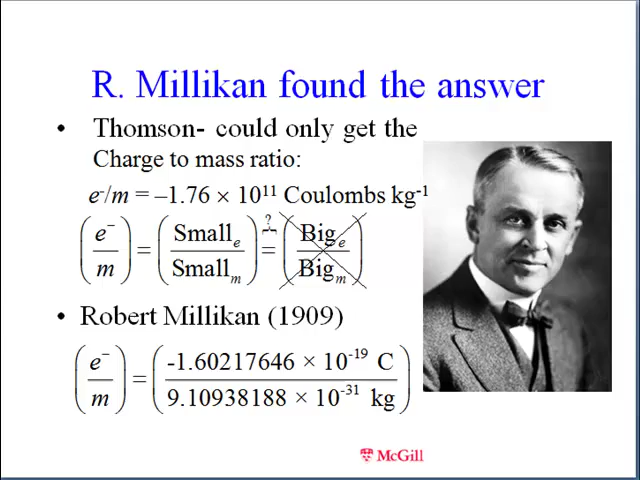 R. Millikan found the answer
• Thomson- could only get the
Charge to mass ratio:
e⁻/m = –1.76 × 10¹¹ Coulombs kg⁻¹
(e⁻/m) = (Smallₑ/Smallₘ) ≟ (Bigₑ/Bigₘ)
• Robert Millikan (1909)
(e⁻/m) = (-1.60217646 × 10⁻¹⁹ C / 9.10938188 × 10⁻³¹ kg)
McGill